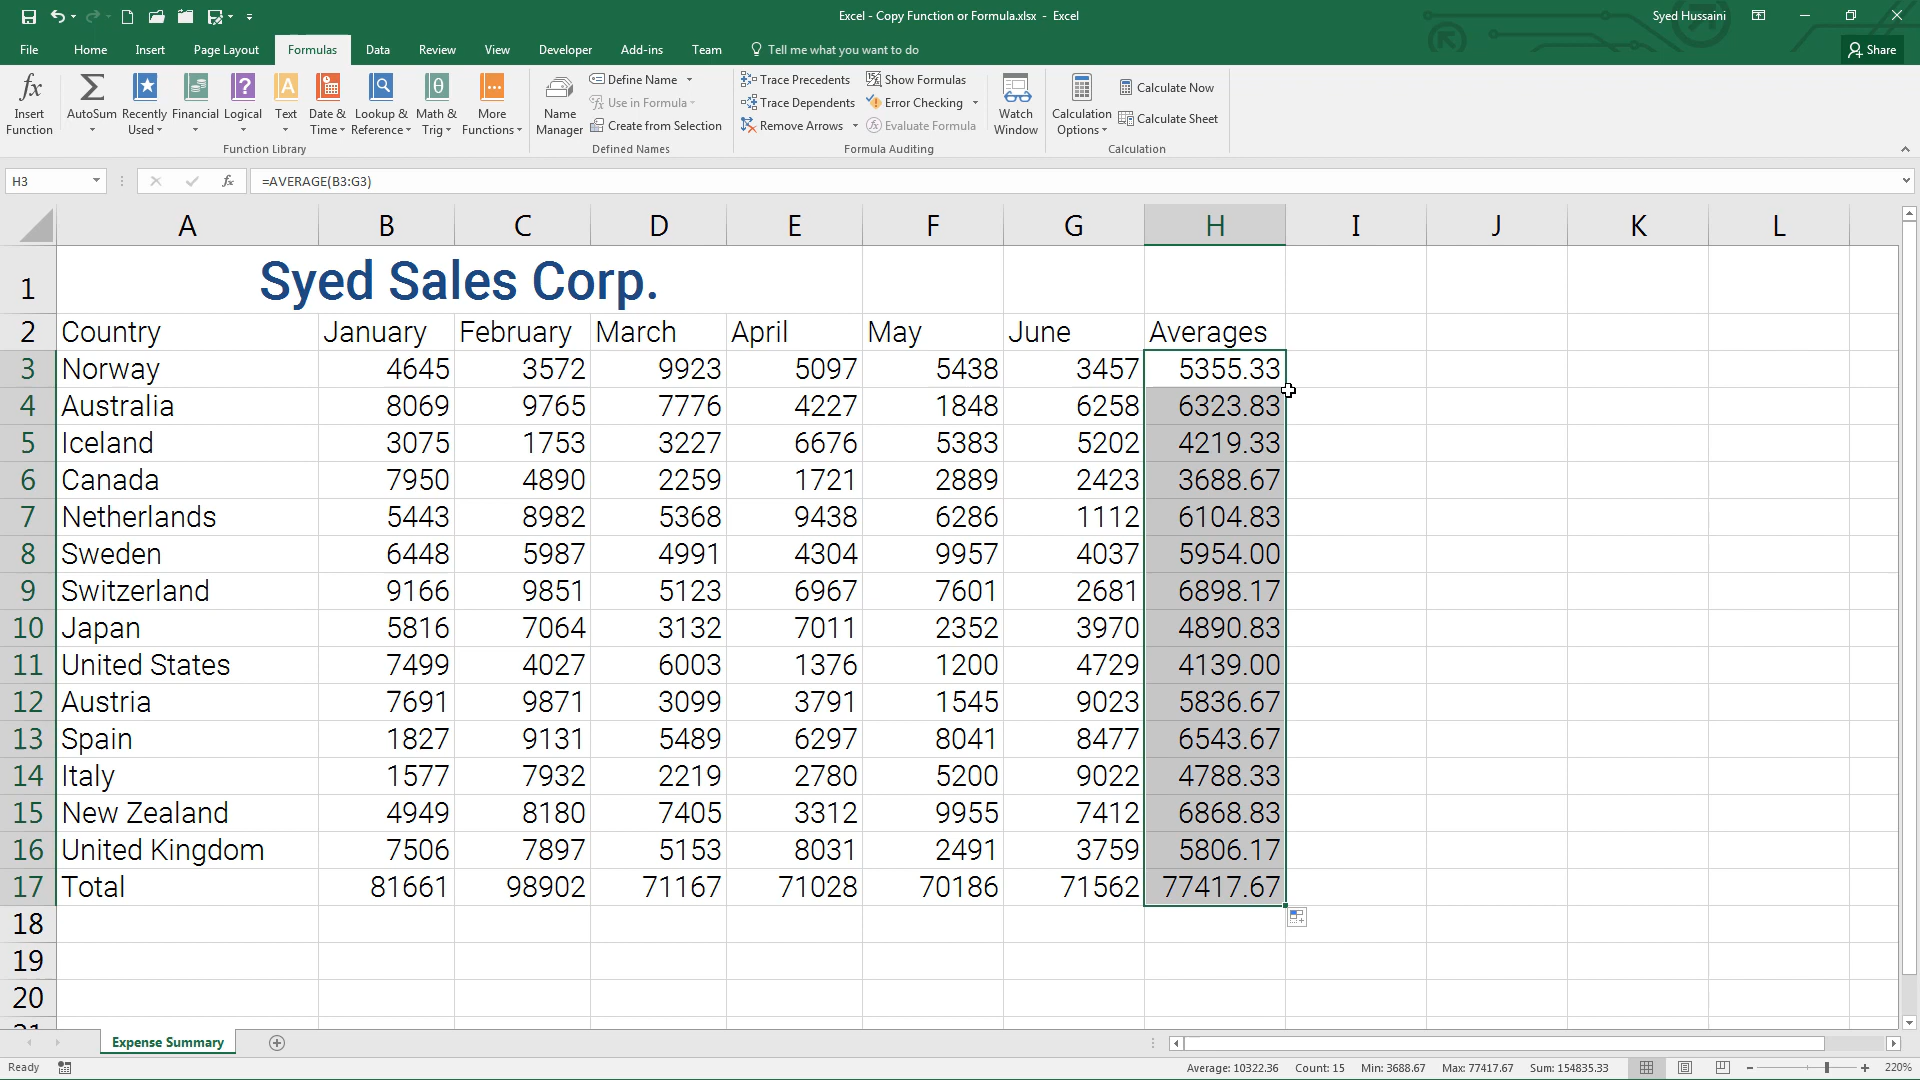 Excel - Copy Function or Formula.xlsx - Excel
Syed Hussaini
File Home Insert Page Layout Formulas Data Review View Developer Add-ins Team Tell me what you want to do Share
Insert Function
AutoSum
Recently Used
Financial
Logical
Text
Date & Time
Lookup & Reference
Math & Trig
More Functions
Function Library
Name Manager
Define Name
Use in Formula
Create from Selection
Defined Names
Trace Precedents
Trace Dependents
Remove Arrows
Show Formulas
Error Checking
Evaluate Formula
Formula Auditing
Watch Window
Calculation Options
Calculate Now
Calculate Sheet
Calculation
H3 fx =AVERAGE(B3:G3)
A B C D E F G H I J K L
1 Syed Sales Corp.
2 Country January February March April May June Averages
3 Norway 4645 3572 9923 5097 5438 3457 5355.33
4 Australia 8069 9765 7776 4227 1848 6258 6323.83
5 Iceland 3075 1753 3227 6676 5383 5202 4219.33
6 Canada 7950 4890 2259 1721 2889 2423 3688.67
7 Netherlands 5443 8982 5368 9438 6286 1112 6104.83
8 Sweden 6448 5987 4991 4304 9957 4037 5954.00
9 Switzerland 9166 9851 5123 6967 7601 2681 6898.17
10 Japan 5816 7064 3132 7011 2352 3970 4890.83
11 United States 7499 4027 6003 1376 1200 4729 4139.00
12 Austria 7691 9871 3099 3791 1545 9023 5836.67
13 Spain 1827 9131 5489 6297 8041 8477 6543.67
14 Italy 1577 7932 2219 2780 5200 9022 4788.33
15 New Zealand 4949 8180 7405 3312 9955 7412 6868.83
16 United Kingdom 7506 7897 5153 8031 2491 3759 5806.17
17 Total 81661 98902 71167 71028 70186 71562 77417.67
18
19
20
21
Expense Summary
Ready Average: 10322.36 Count: 15 Min: 3688.67 Max: 77417.67 Sum: 154835.33 220%